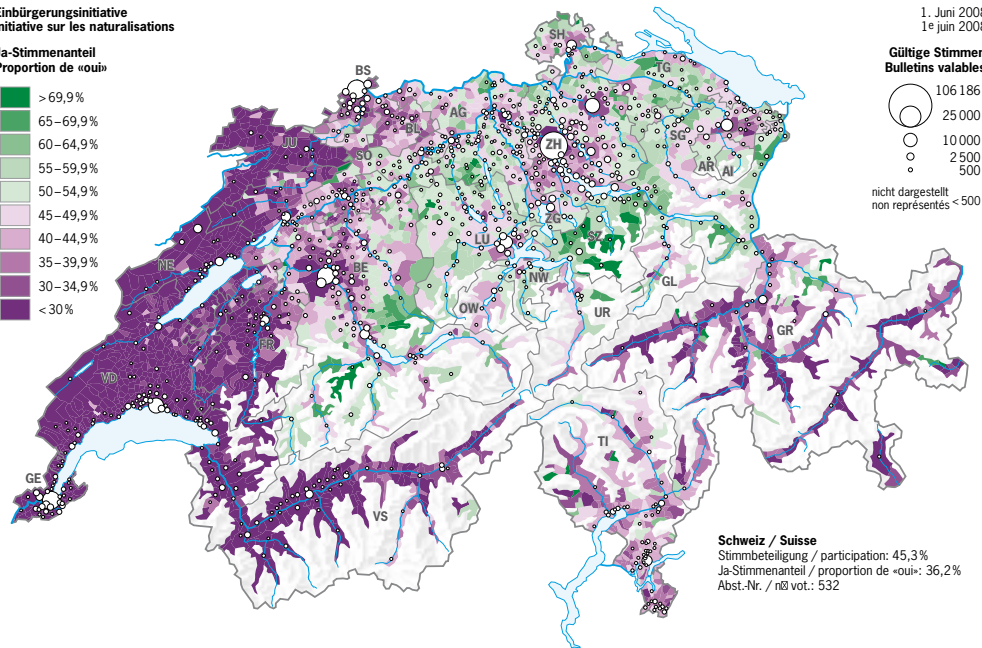 Einbürgerungsinitiative
Initiative sur les naturalisations
Ja-Stimmenanteil
Proportion de «oui»
>69,9%
65–69,9%
60–64,9%
55–59,9%
50–54,9%
45–49,9%
40–44,9%
35–39,9%
30–34,9%
<30%
1. Juni 2008
1e juin 2008
Gültige Stimmen
Bulletins valables
106 186
25 000
10 000
2 500
500
nicht dargestellt
non représentés <500
SH
BS
TG
AG
BL
JU
SO
ZH
SG
AR
AI
ZG
SZ
LU
NE
BE
NW
OW
GL
UR
FR
GR
VD
TI
GE
VS
Schweiz / Suisse
Stimmbeteiligung / participation: 45,3%
Ja-Stimmenanteil / proportion de «oui»: 36,2%
Abst.-Nr. / n vot.: 532